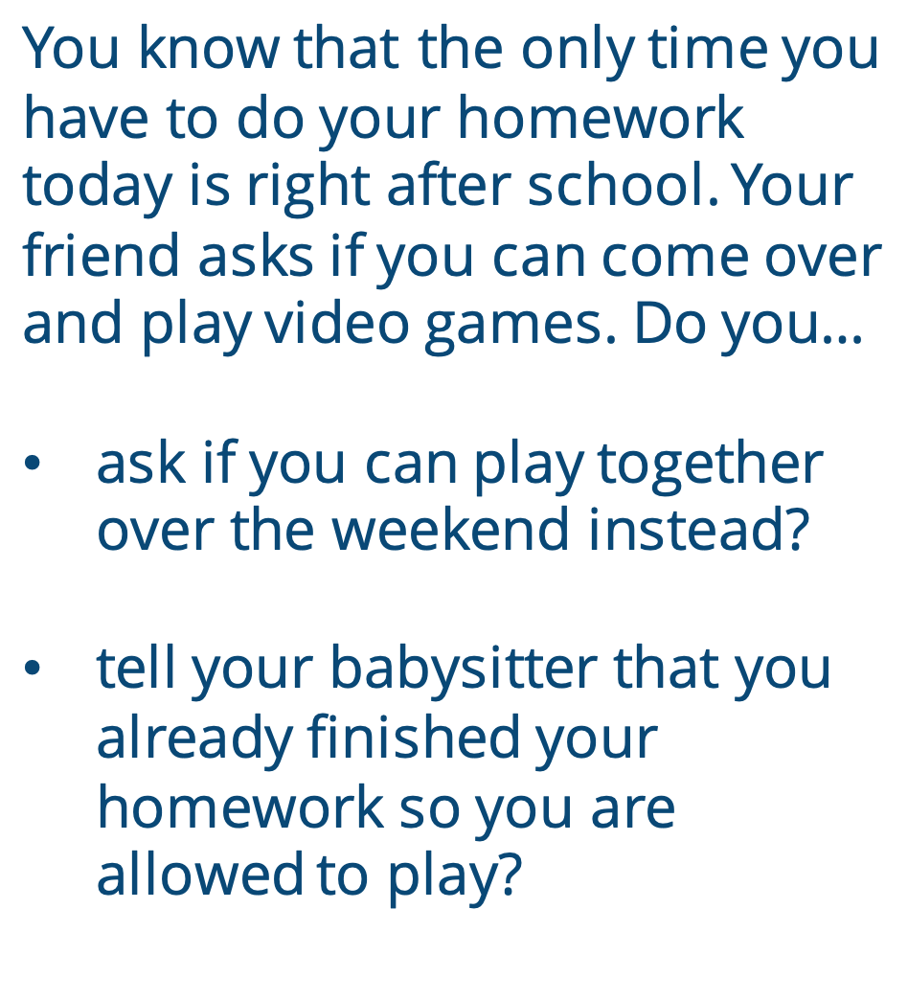 You know that the only time you
have to do your homework
today is right after school. Your
friend asks if you can come over
and play video games. Do you...
• ask if you can play together
over the weekend instead?
• tell your babysitter that you
already finished your
homework so you are
allowed to play?